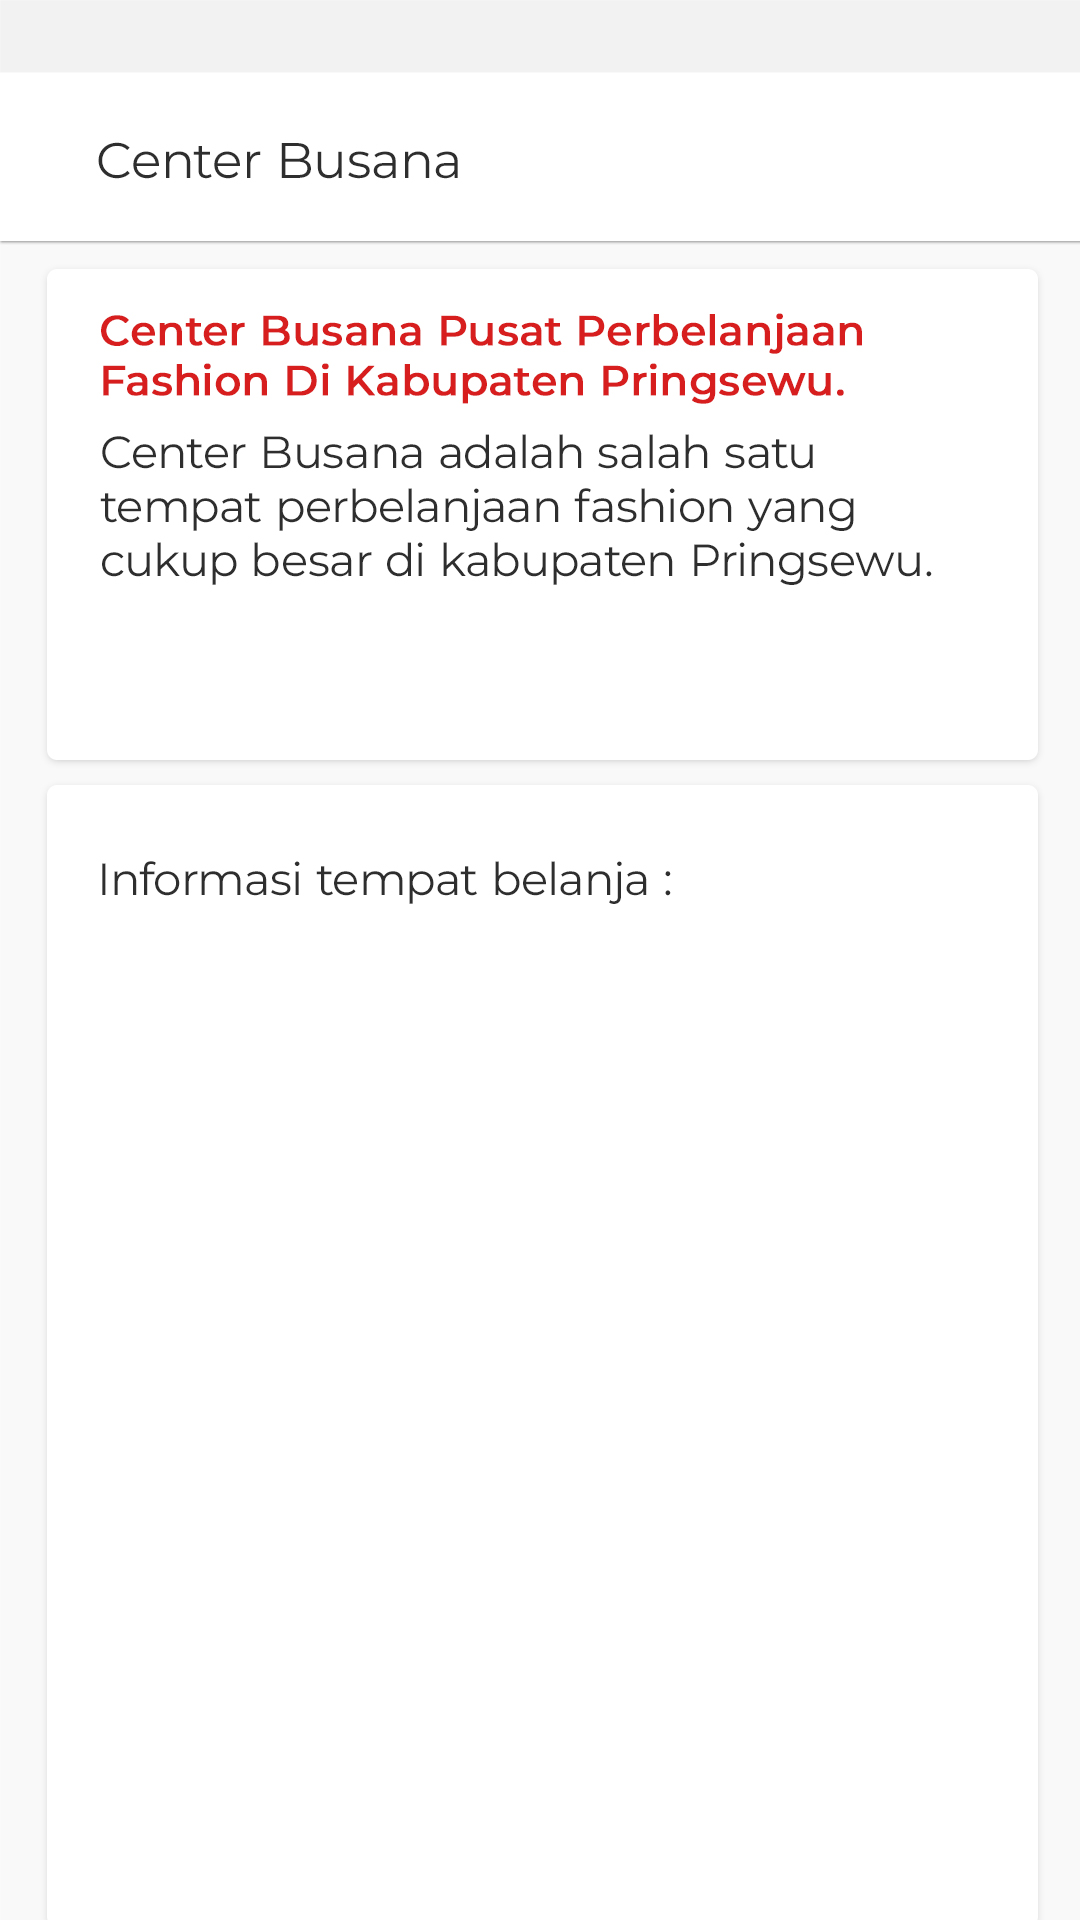 Center Busana
Center Busana Pusat Perbelanjaan
Fashion Di Kabupaten Pringsewu.
Center Busana adalah salah satu
tempat perbelanjaan fashion yang
cukup besar di kabupaten Pringsewu.
Informasi tempat belanja :